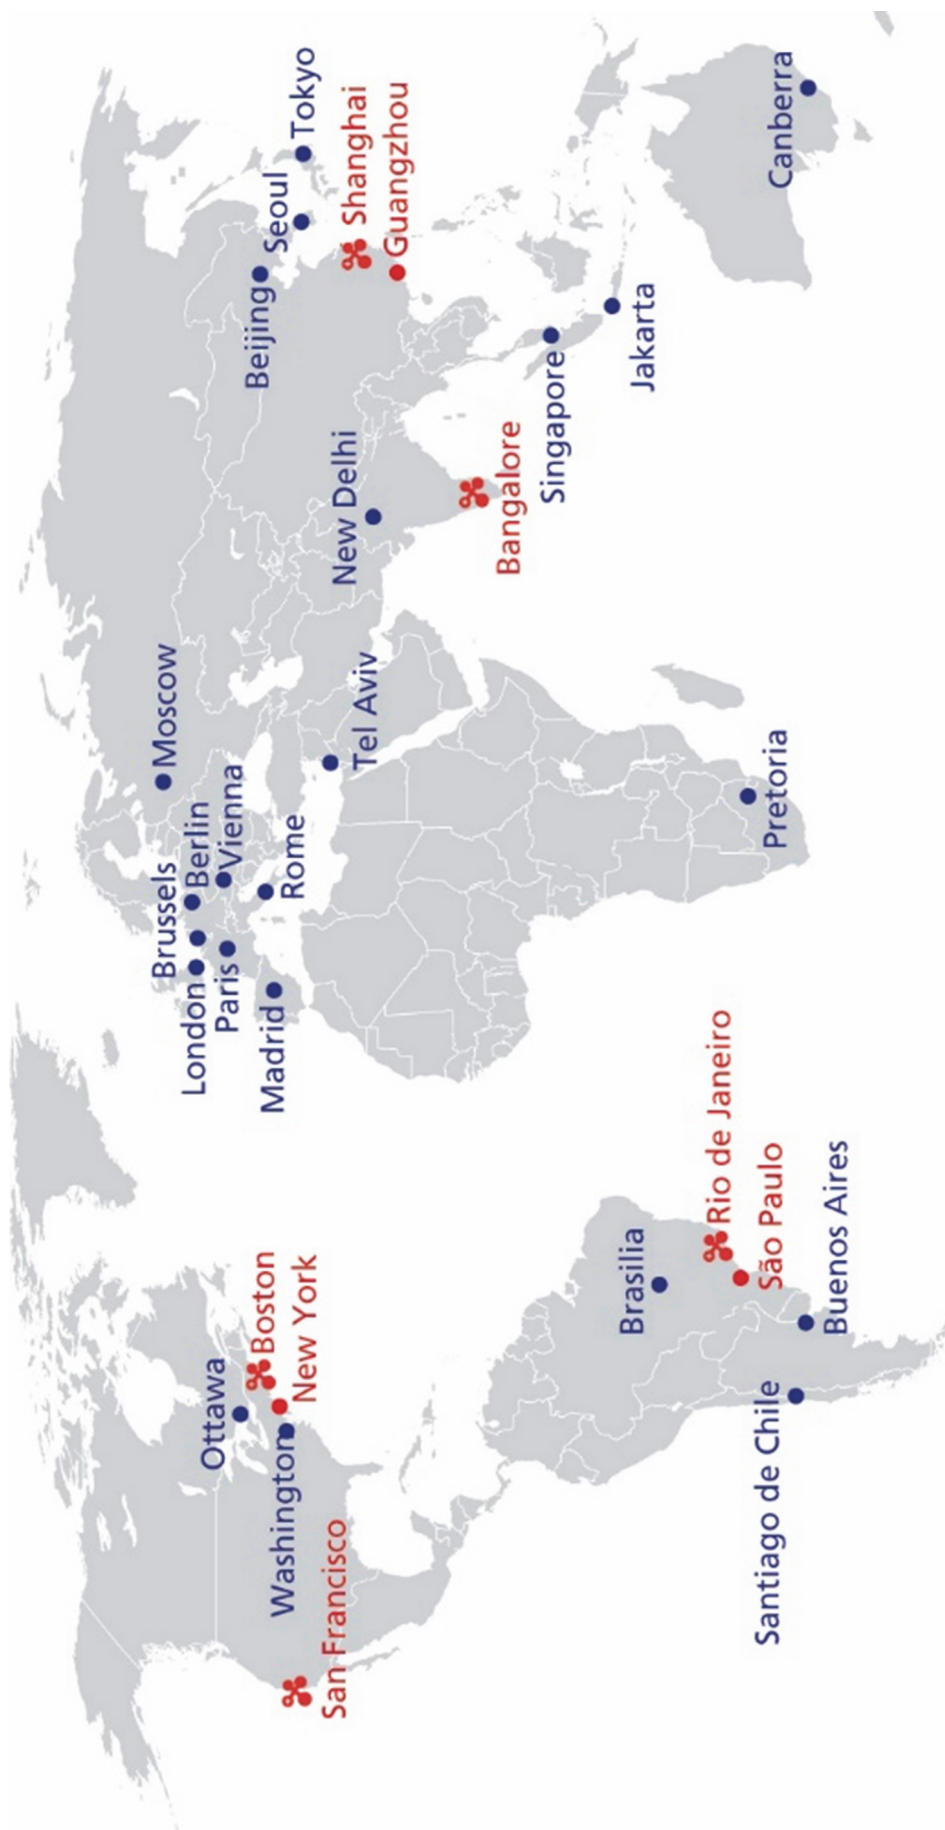 Ottawa
Boston
New York
Washington
San Francisco
Brasilia
Rio de Janeiro
São Paulo
Buenos Aires
Santiago de Chile
London
Brussels
Berlin
Moscow
Paris
Vienna
Madrid
Rome
Tel Aviv
Pretoria
New Delhi
Bangalore
Beijing
Seoul
Tokyo
Shanghai
Guangzhou
Singapore
Jakarta
Canberra